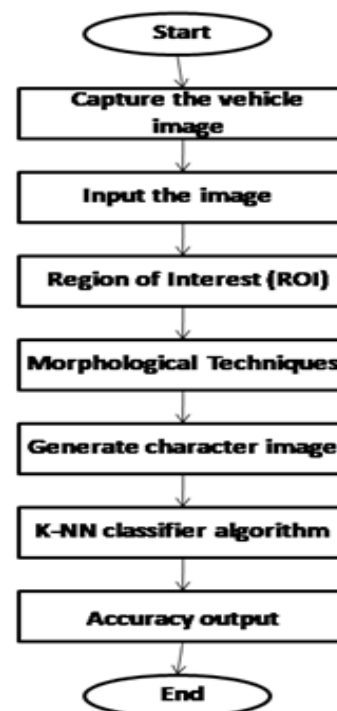 Start
Capture the vehicle
image
Input the image
Region of Interest (ROI)
Morphological Techniques
Generate character image
K-NN classifier algorithm
Accuracy output
End